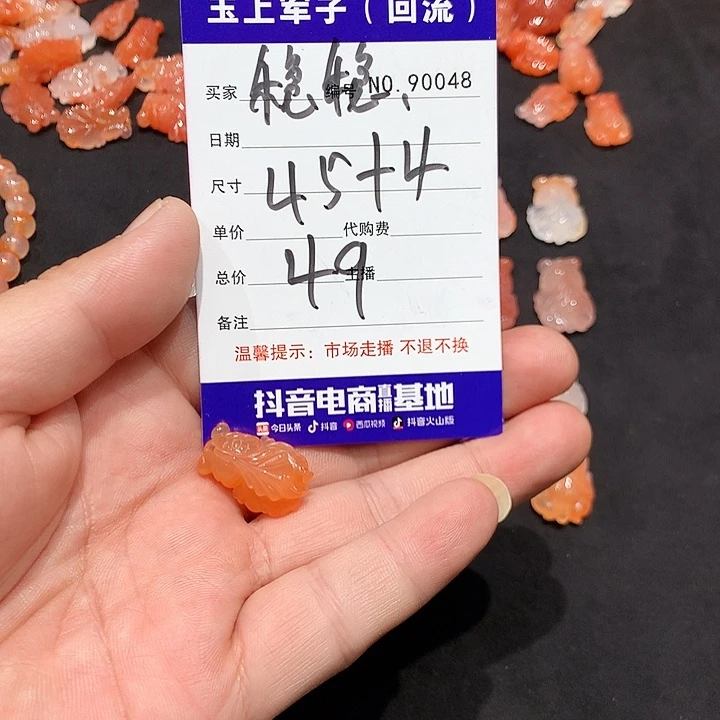 玉上军子（回流）
买家 稳稳. 编号 NO.90048
日期
尺寸 45+4
单价 代购费
总价 49 主播
备注
温馨提示：市场走播 不退不换
抖音电商直播基地
今日头条 抖音 西瓜视频 抖音火山版